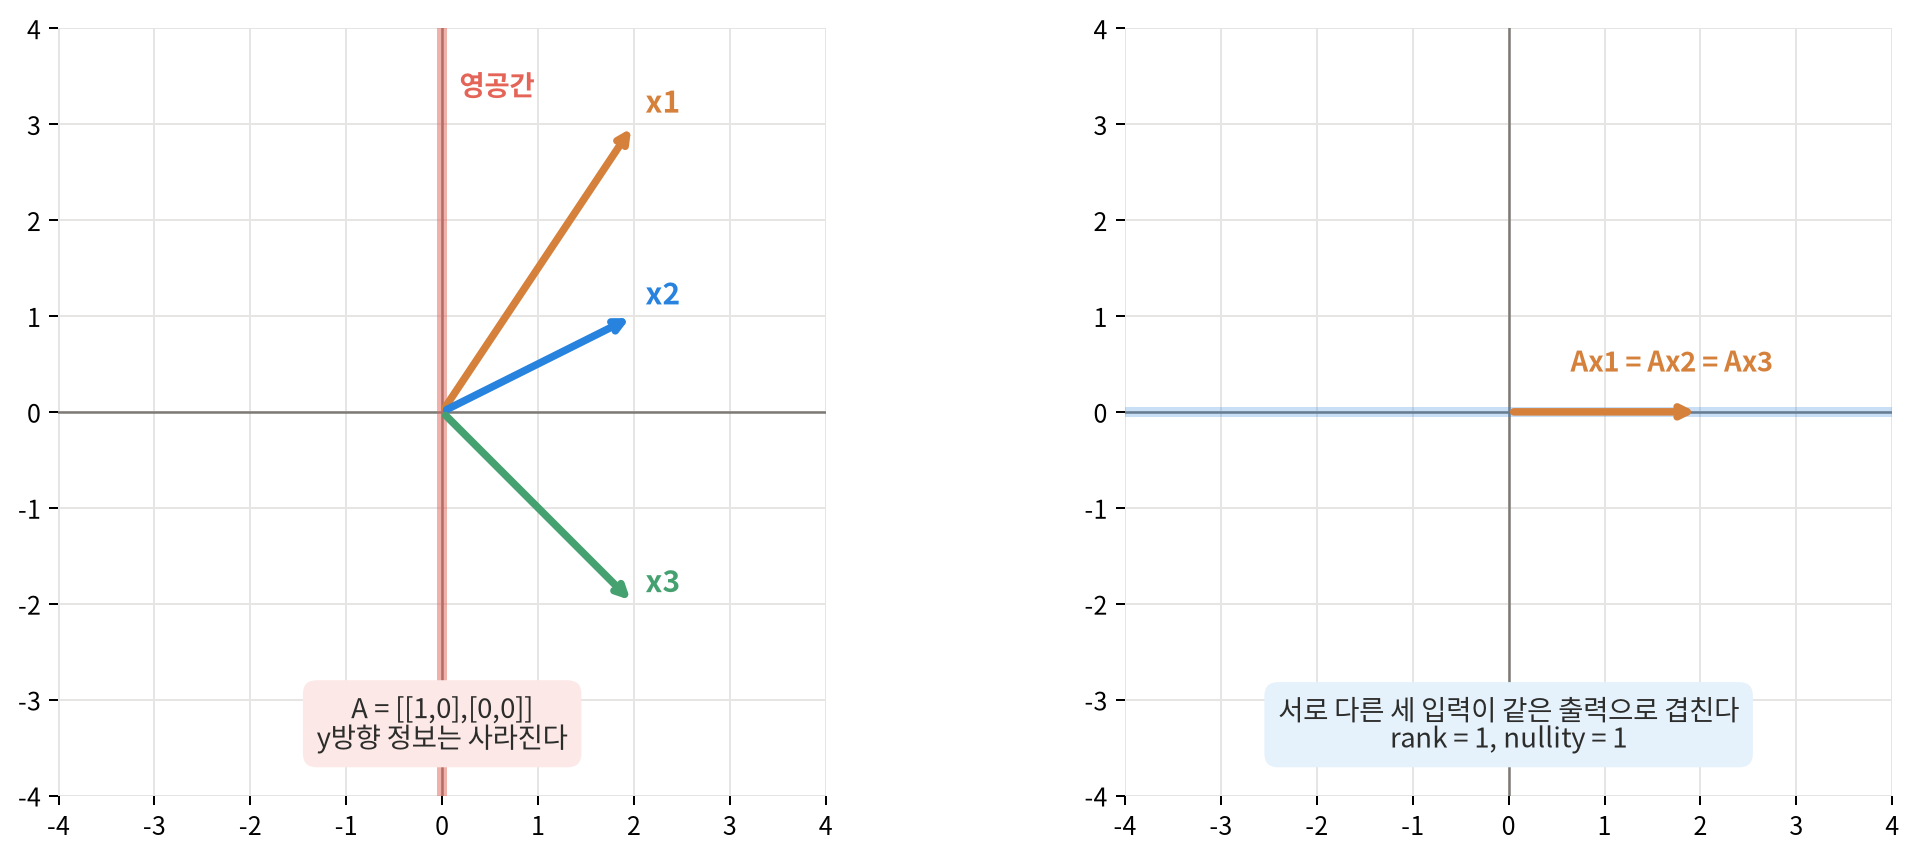 4
3
2
1
0
-1
-2
-3
-4
-4 -3 -2 -1 0 1 2 3 4
영공간
x1
x2
x3
A = [[1,0],[0,0]]
y방향 정보는 사라진다
4
3
2
1
0
-1
-2
-3
-4
-4 -3 -2 -1 0 1 2 3 4
Ax1 = Ax2 = Ax3
서로 다른 세 입력이 같은 출력으로 겹친다
rank = 1, nullity = 1